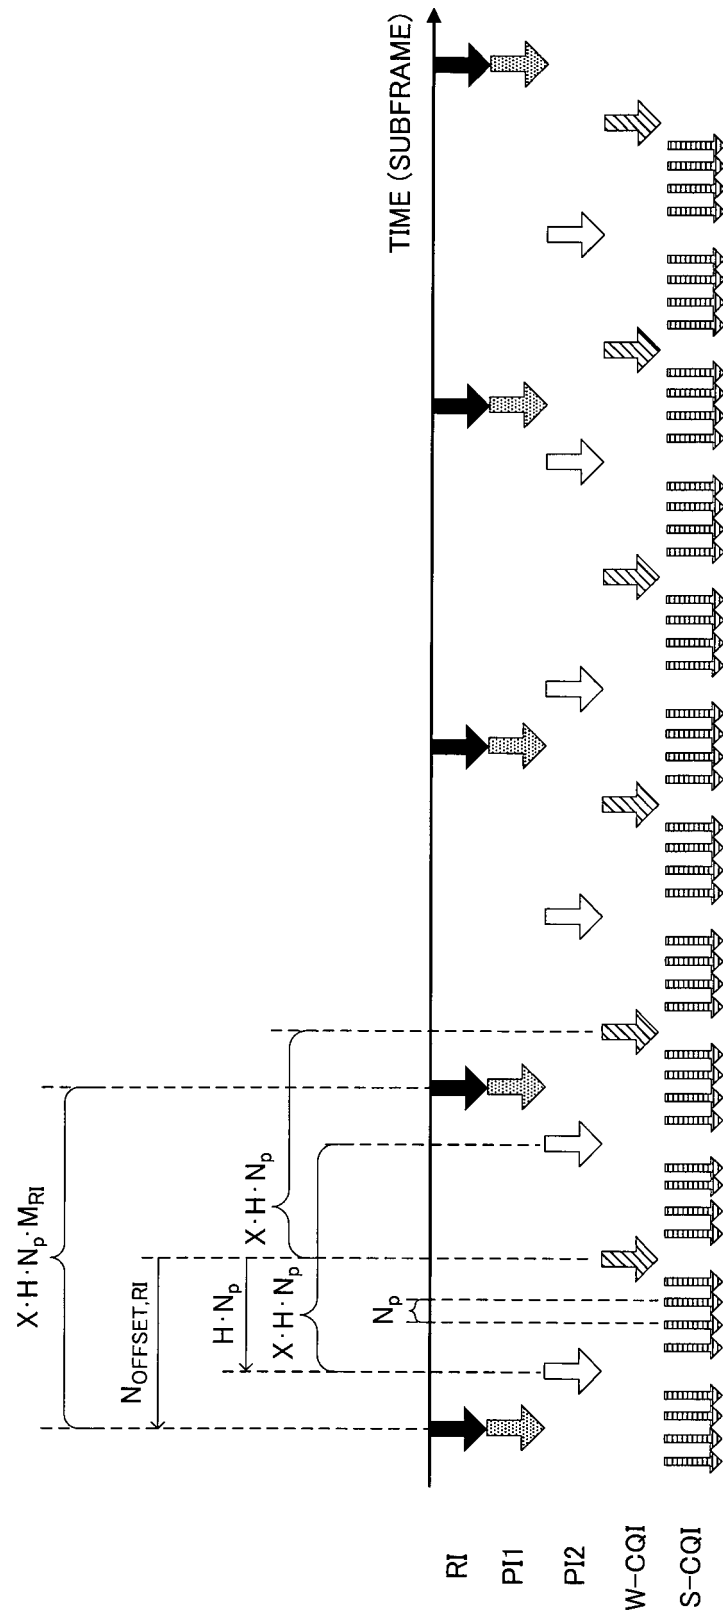 X·H·N_p·M_RI
N_OFFSET,RI
H·N_p
X·H·N_p
X·H·N_p
N_p
TIME (SUBFRAME)
RI
PI1
PI2
W-CQI
S-CQI